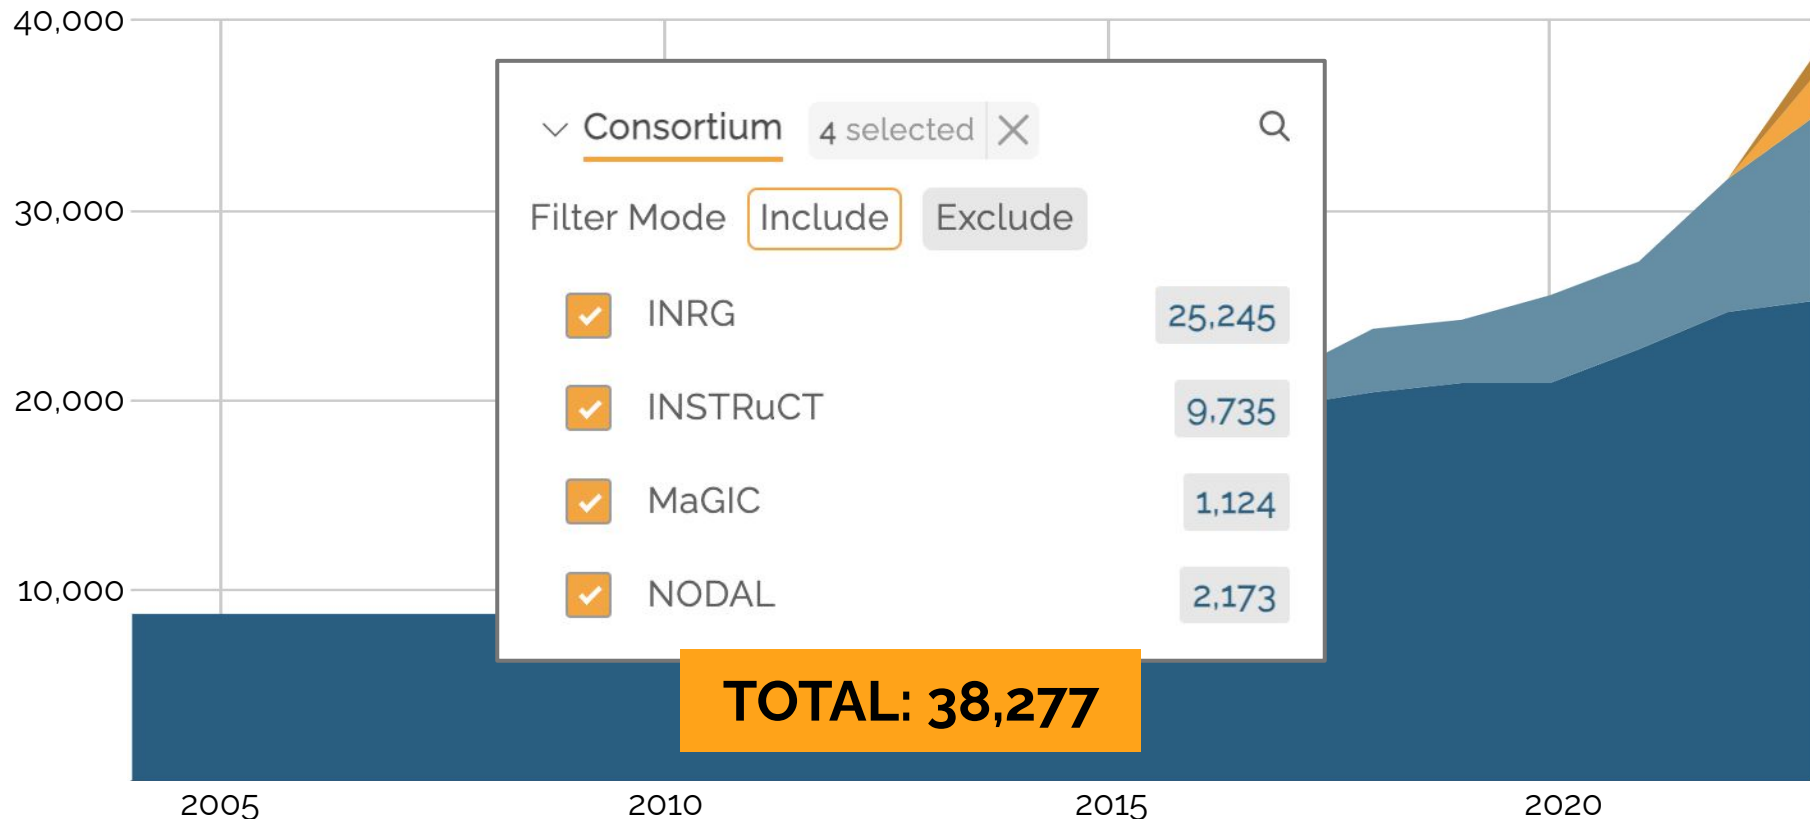 40,000
30,000
20,000
10,000
Consortium 4 selected
Filter Mode Include Exclude
INRG 25,245
INSTRuCT 9,735
MaGIC 1,124
NODAL 2,173
TOTAL: 38,277
2005 2010 2015 2020